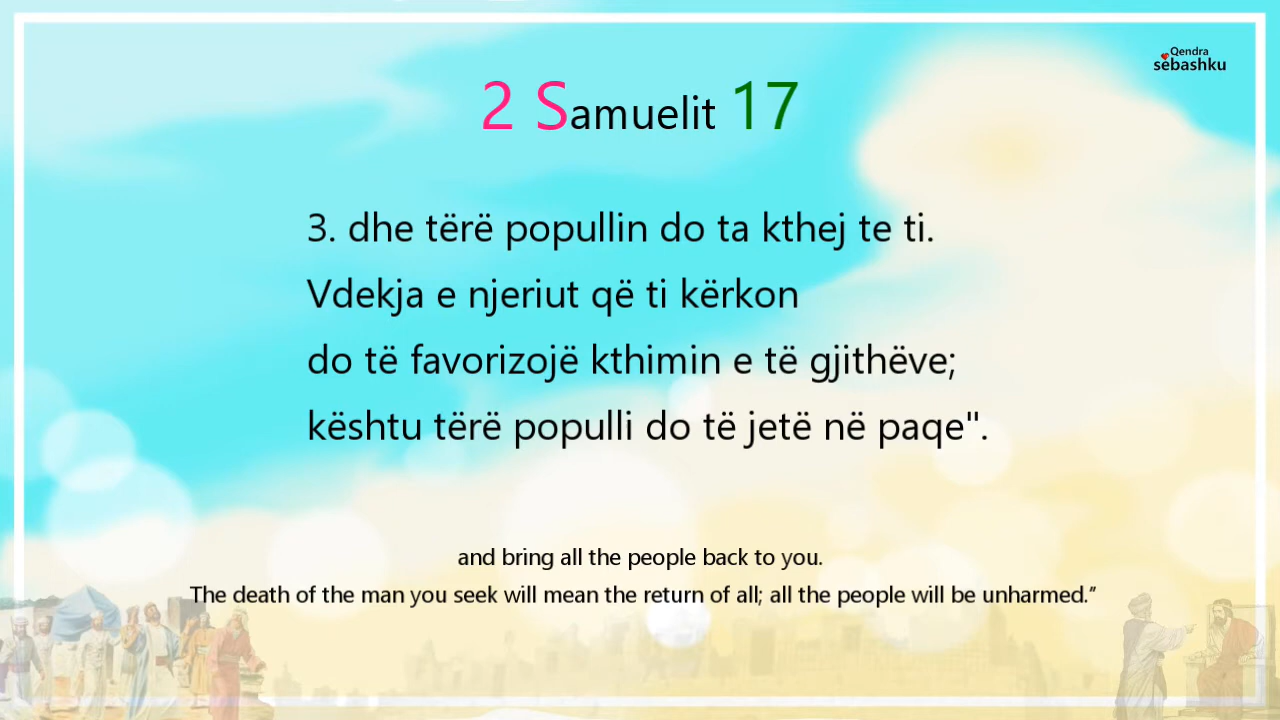 Qendra
sëbashku
2 Samuelit 17
3. dhe tërë popullin do ta kthej te ti.
Vdekja e njeriut që ti kërkon
do të favorizojë kthimin e të gjithëve;
kështu tërë populli do të jetë në paqe".
and bring all the people back to you.
The death of the man you seek will mean the return of all; all the people will be unharmed.”